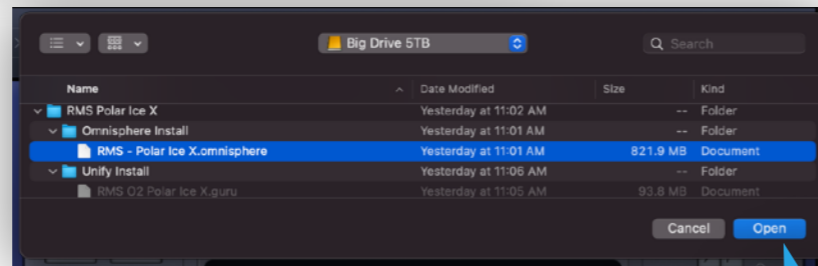 Big Drive 5TB
Search
Name Date Modified Size Kind
RMS Polar Ice X Yesterday at 11:02 AM -- Folder
Omnisphere Install Yesterday at 11:01 AM -- Folder
RMS - Polar Ice X.omnisphere Yesterday at 11:01 AM 821.9 MB Document
Unify Install Yesterday at 11:06 AM -- Folder
RMS O2 Polar Ice X.guru Yesterday at 11:05 AM 93.8 MB Document
Cancel Open